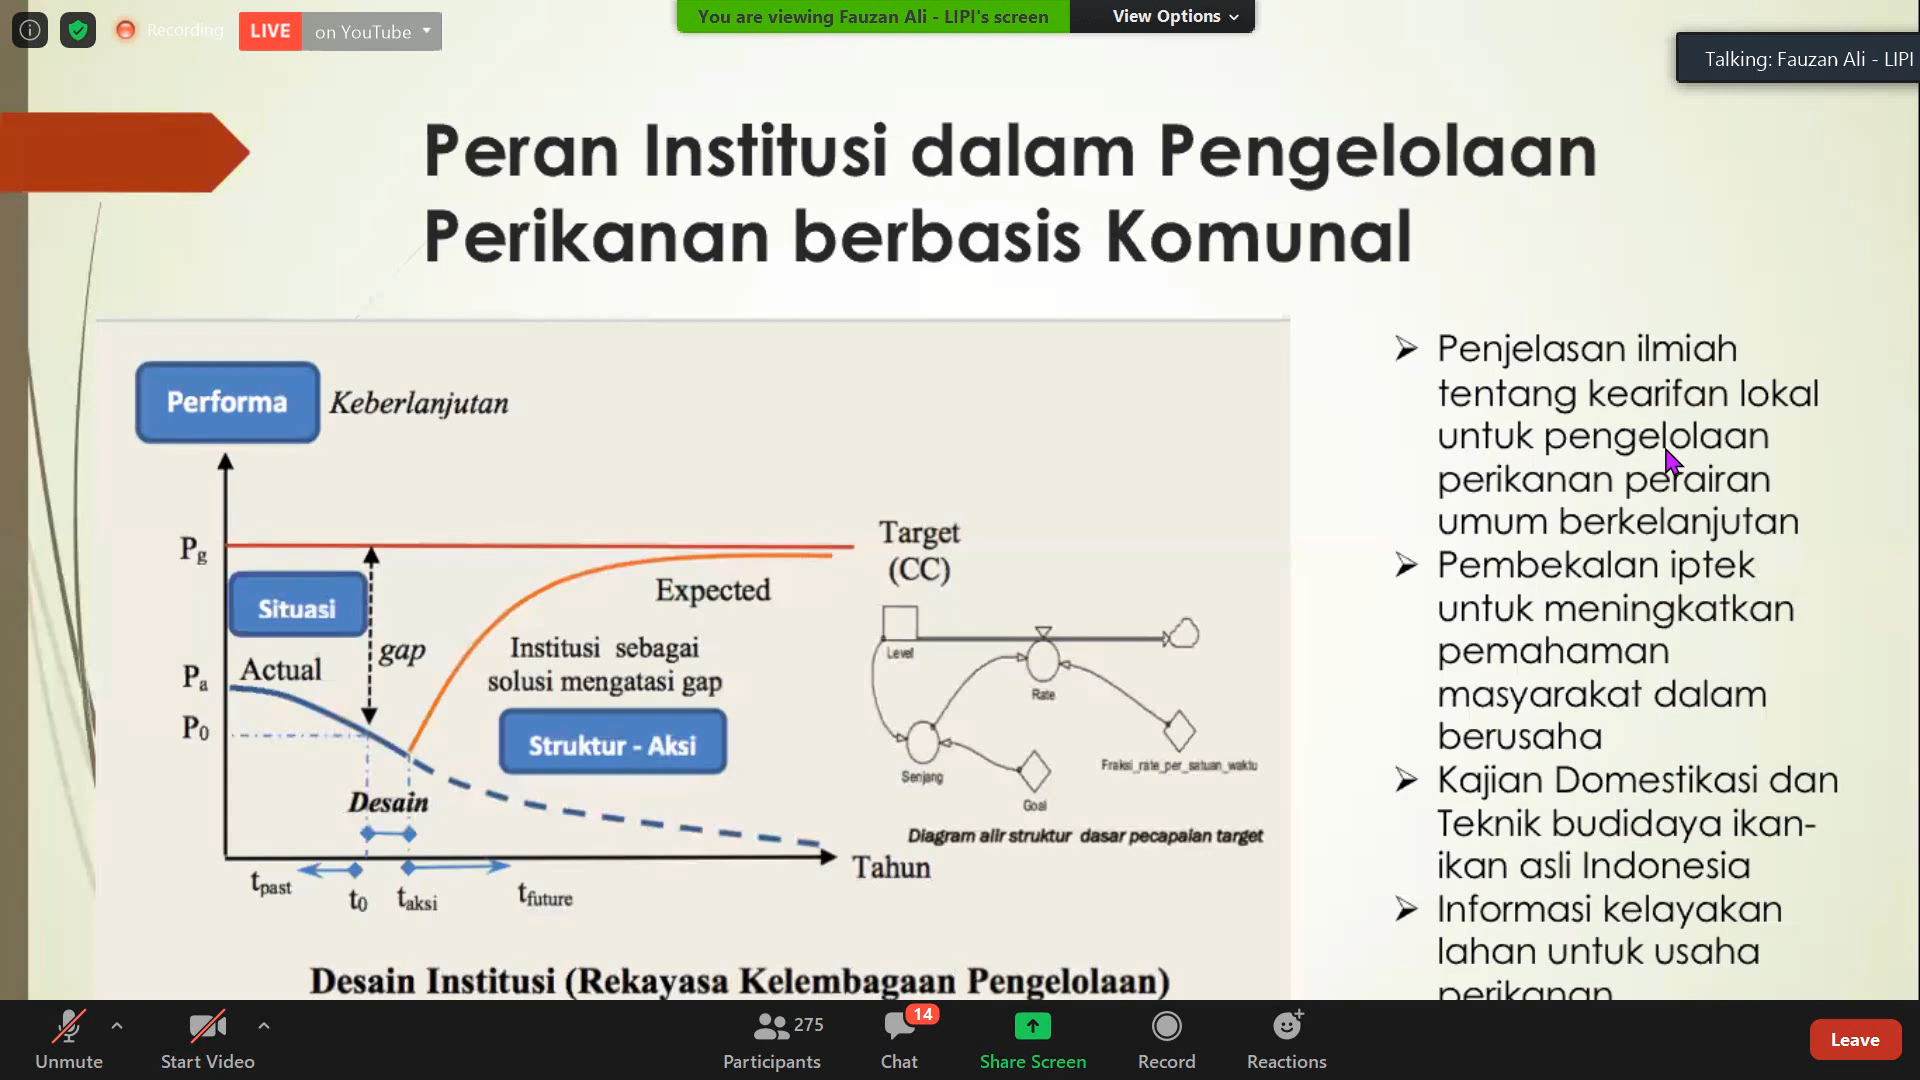 You are viewing Fauzan Ali - LIPI's screen
View Options
Recording
LIVE
on YouTube
Talking: Fauzan Ali - LIPI
Peran Institusi dalam Pengelolaan
Perikanan berbasis Komunal
Performa
Keberlanjutan
Pg
Situasi
Actual
Pa
P0
gap
Expected
Institusi sebagai
solusi mengatasi gap
Struktur - Aksi
Desain
Tahun
tpast
t0
taksi
tfuture
Target
(CC)
Level
Rate
Senjang
Goal
Fraksi_rate_per_satuan_waktu
Diagram alir struktur dasar pecapaian target
Desain Institusi (Rekayasa Kelembagaan Pengelolaan)
➢ Penjelasan ilmiah
tentang kearifan lokal
untuk pengelolaan
perikanan perairan
umum berkelanjutan
➢ Pembekalan iptek
untuk meningkatkan
pemahaman
masyarakat dalam
berusaha
➢ Kajian Domestikasi dan
Teknik budidaya ikan-
ikan asli Indonesia
➢ Informasi kelayakan
lahan untuk usaha
perikanan
Unmute
Start Video
275
Participants
14
Chat
Share Screen
Record
Reactions
Leave